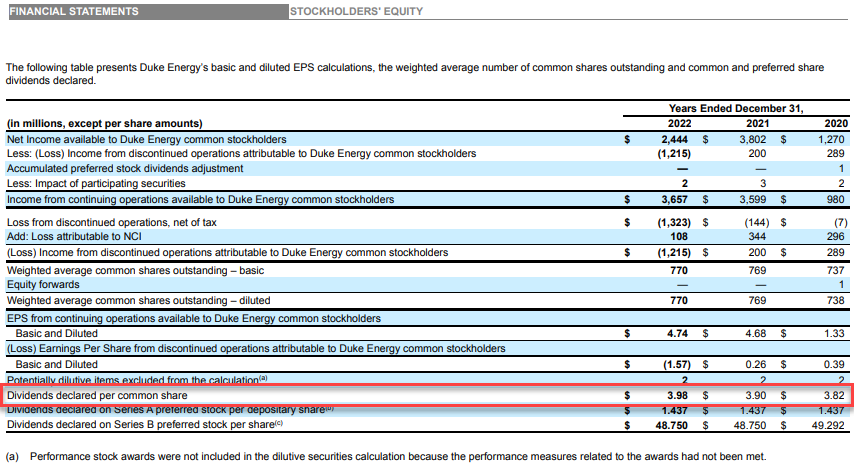 FINANCIAL STATEMENTS STOCKHOLDERS' EQUITY
The following table presents Duke Energy's basic and diluted EPS calculations, the weighted average number of common shares outstanding and common and preferred share
dividends declared.
Years Ended December 31,
(in millions, except per share amounts) 2022 2021 2020
Net Income available to Duke Energy common stockholders $ 2,444 $ 3,802 $ 1,270
Less: (Loss) Income from discontinued operations attributable to Duke Energy common stockholders (1,215) 200 289
Accumulated preferred stock dividends adjustment — — 1
Less: Impact of participating securities 2 3 2
Income from continuing operations available to Duke Energy common stockholders $ 3,657 $ 3,599 $ 980
Loss from discontinued operations, net of tax $ (1,323) $ (144) $ (7)
Add: Loss attributable to NCI 108 344 296
(Loss) Income from discontinued operations attributable to Duke Energy common stockholders $ (1,215) $ 200 $ 289
Weighted average common shares outstanding – basic 770 769 737
Equity forwards — — 1
Weighted average common shares outstanding – diluted 770 769 738
EPS from continuing operations available to Duke Energy common stockholders
Basic and Diluted $ 4.74 $ 4.68 $ 1.33
(Loss) Earnings Per Share from discontinued operations attributable to Duke Energy common stockholders
Basic and Diluted $ (1.57) $ 0.26 $ 0.39
Potentially dilutive items excluded from the calculation(a) 2 2 2
Dividends declared per common share $ 3.98 $ 3.90 $ 3.82
Dividends declared on Series A preferred stock per depositary share(b) $ 1.437 $ 1.437 $ 1.437
Dividends declared on Series B preferred stock per share(c) $ 48.750 $ 48.750 $ 49.292
(a) Performance stock awards were not included in the dilutive securities calculation because the performance measures related to the awards had not been met.